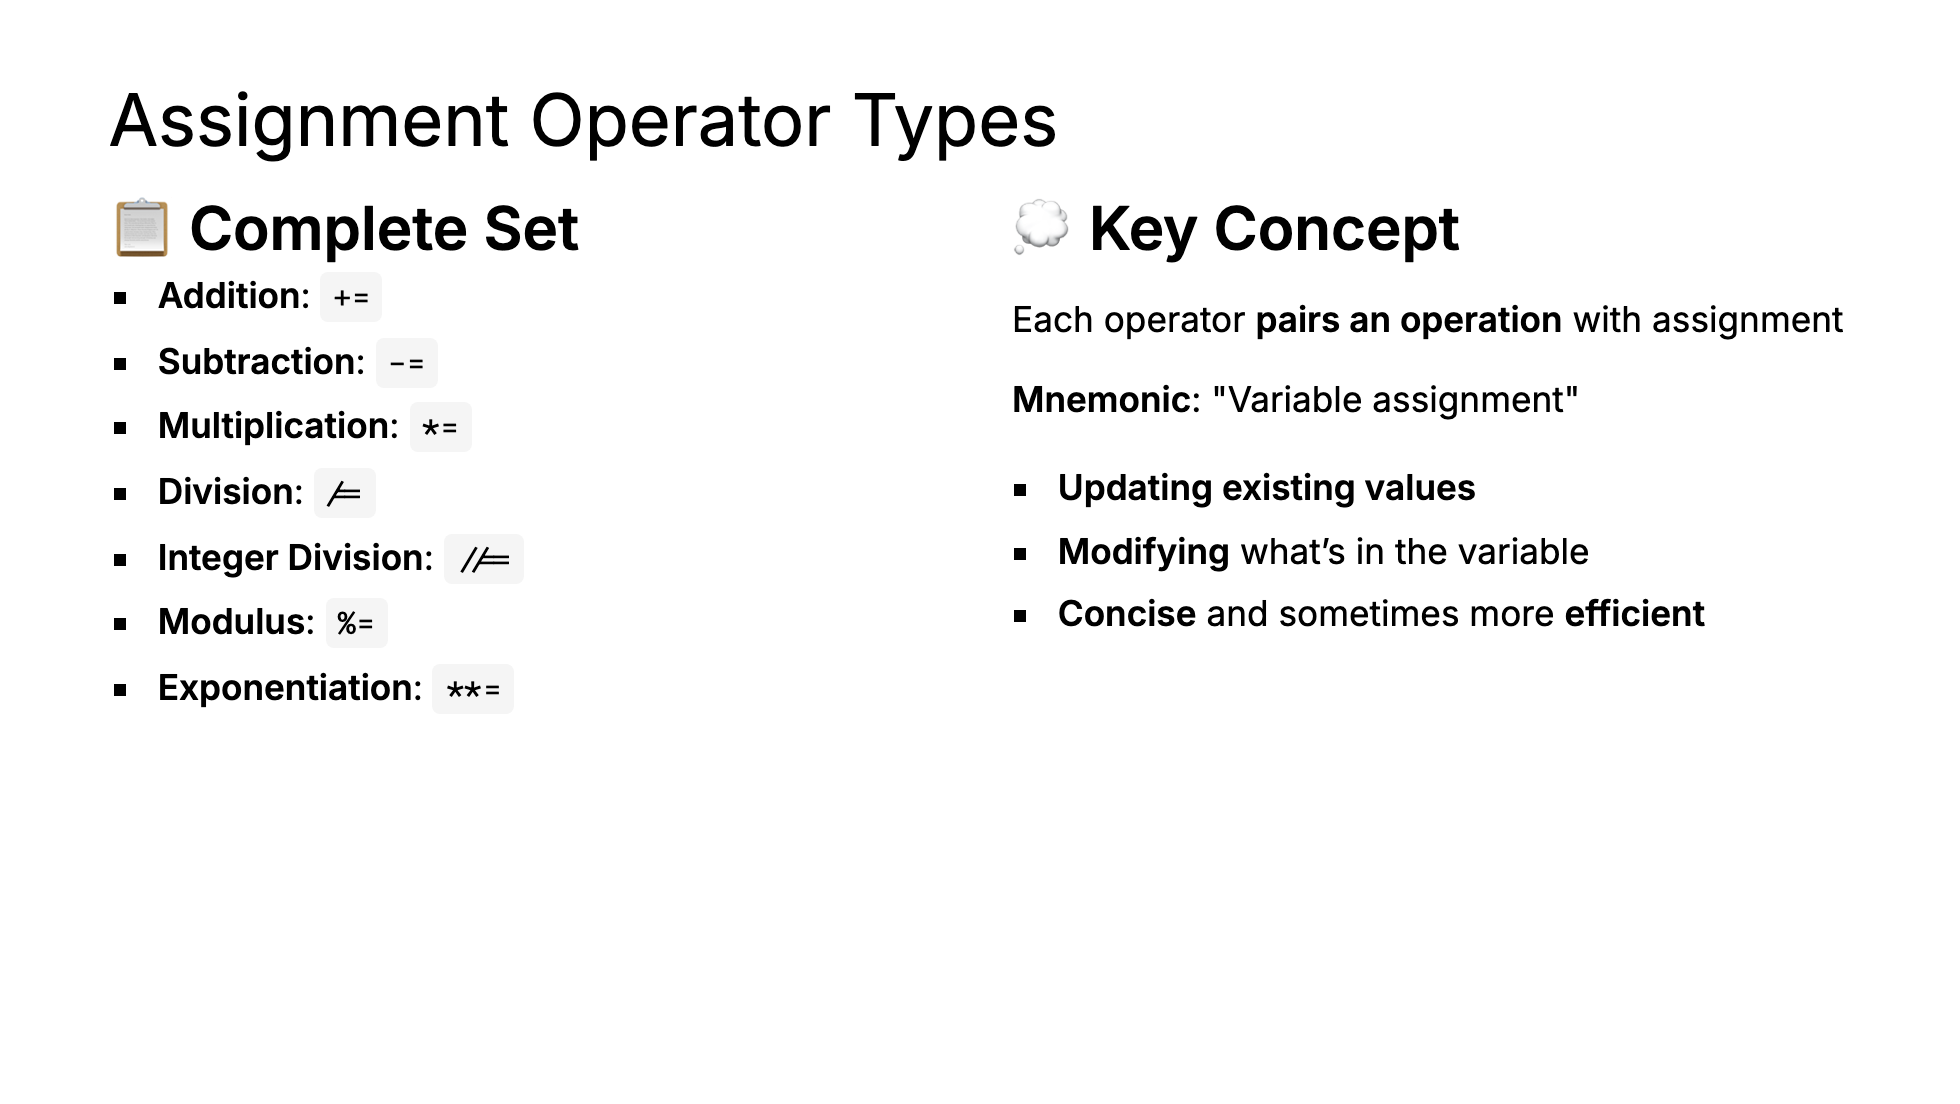 Assignment Operator Types
📋 Complete Set
▪ Addition: +=
▪ Subtraction: -=
▪ Multiplication: *=
▪ Division: /=
▪ Integer Division: //=
▪ Modulus: %=
▪ Exponentiation: **=
💭 Key Concept
Each operator pairs an operation with assignment
Mnemonic: "Variable assignment"
▪ Updating existing values
▪ Modifying what’s in the variable
▪ Concise and sometimes more efficient